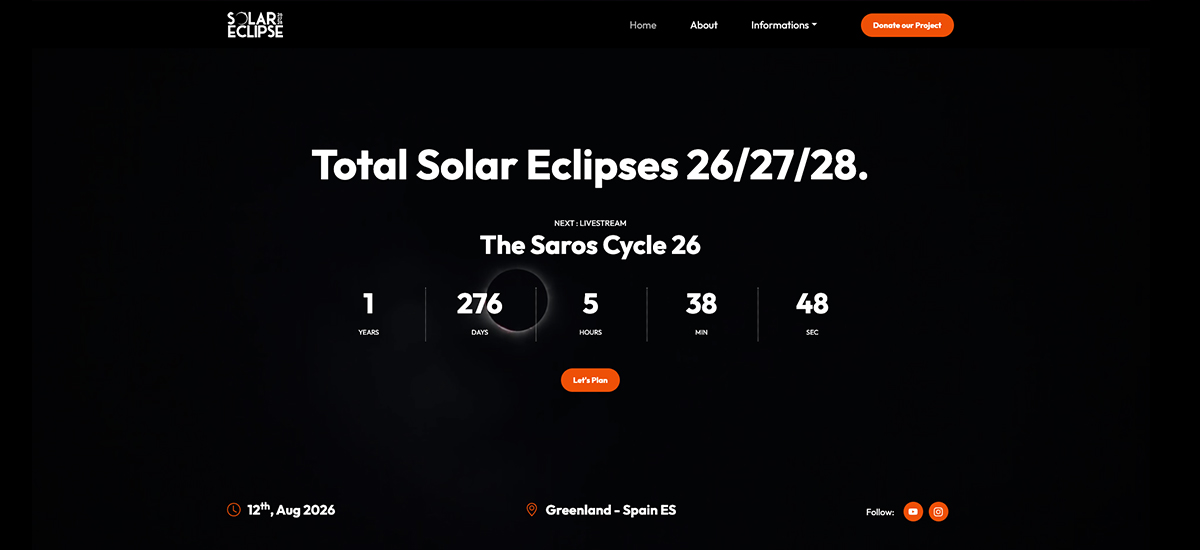 SOLAR
ECLIPSE
Home
About
Informations
Donate our Project
Total Solar Eclipses 26/27/28.
NEXT : LIVESTREAM
The Saros Cycle 26
1 276 5 38 48
YEARS DAYS HOURS MIN SEC
Let's Plan
12th, Aug 2026
Greenland - Spain ES
Follow: